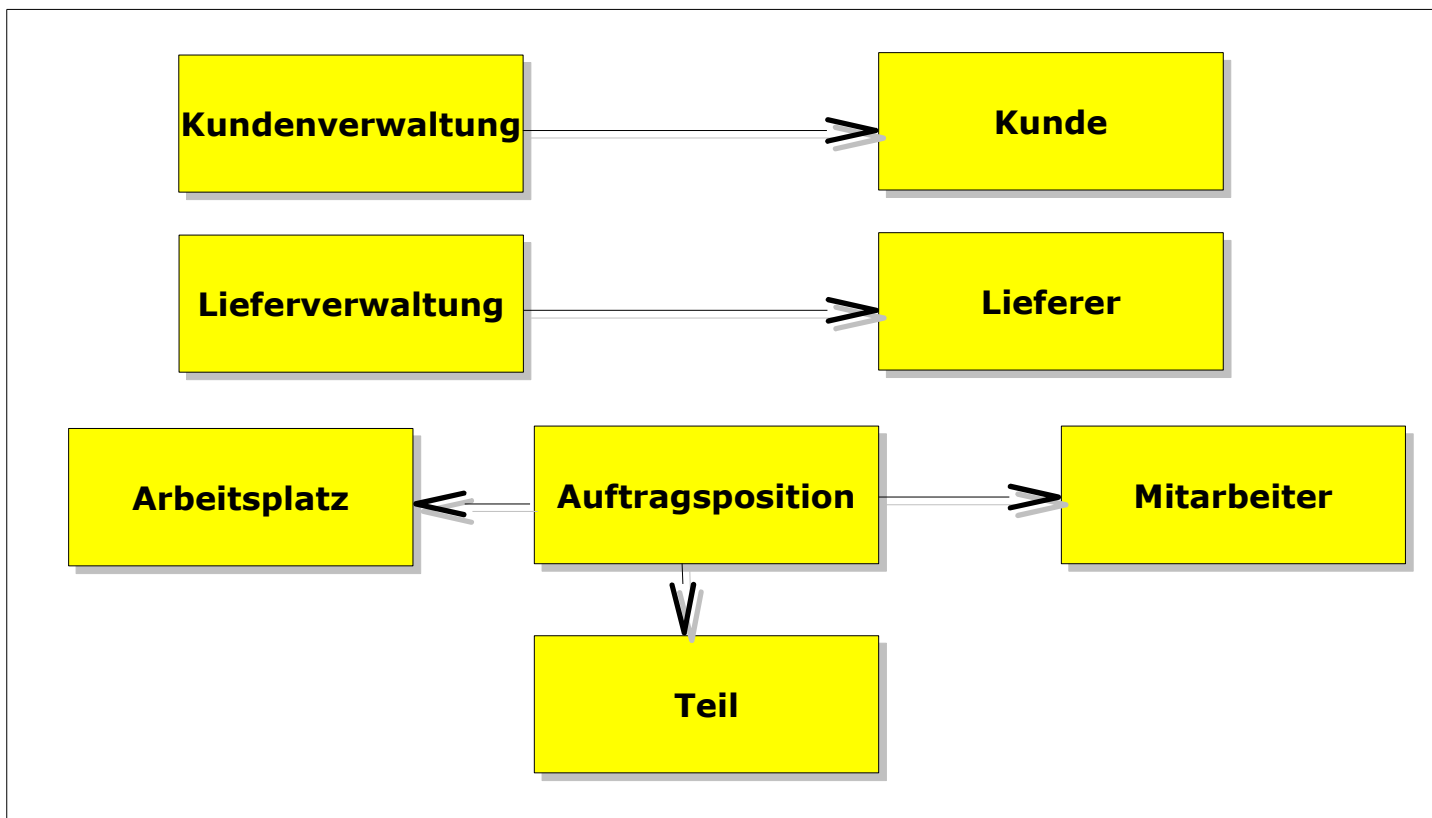 Kundenverwaltung
Kunde
Lieferverwaltung
Lieferer
Arbeitsplatz
Auftragsposition
Mitarbeiter
Teil